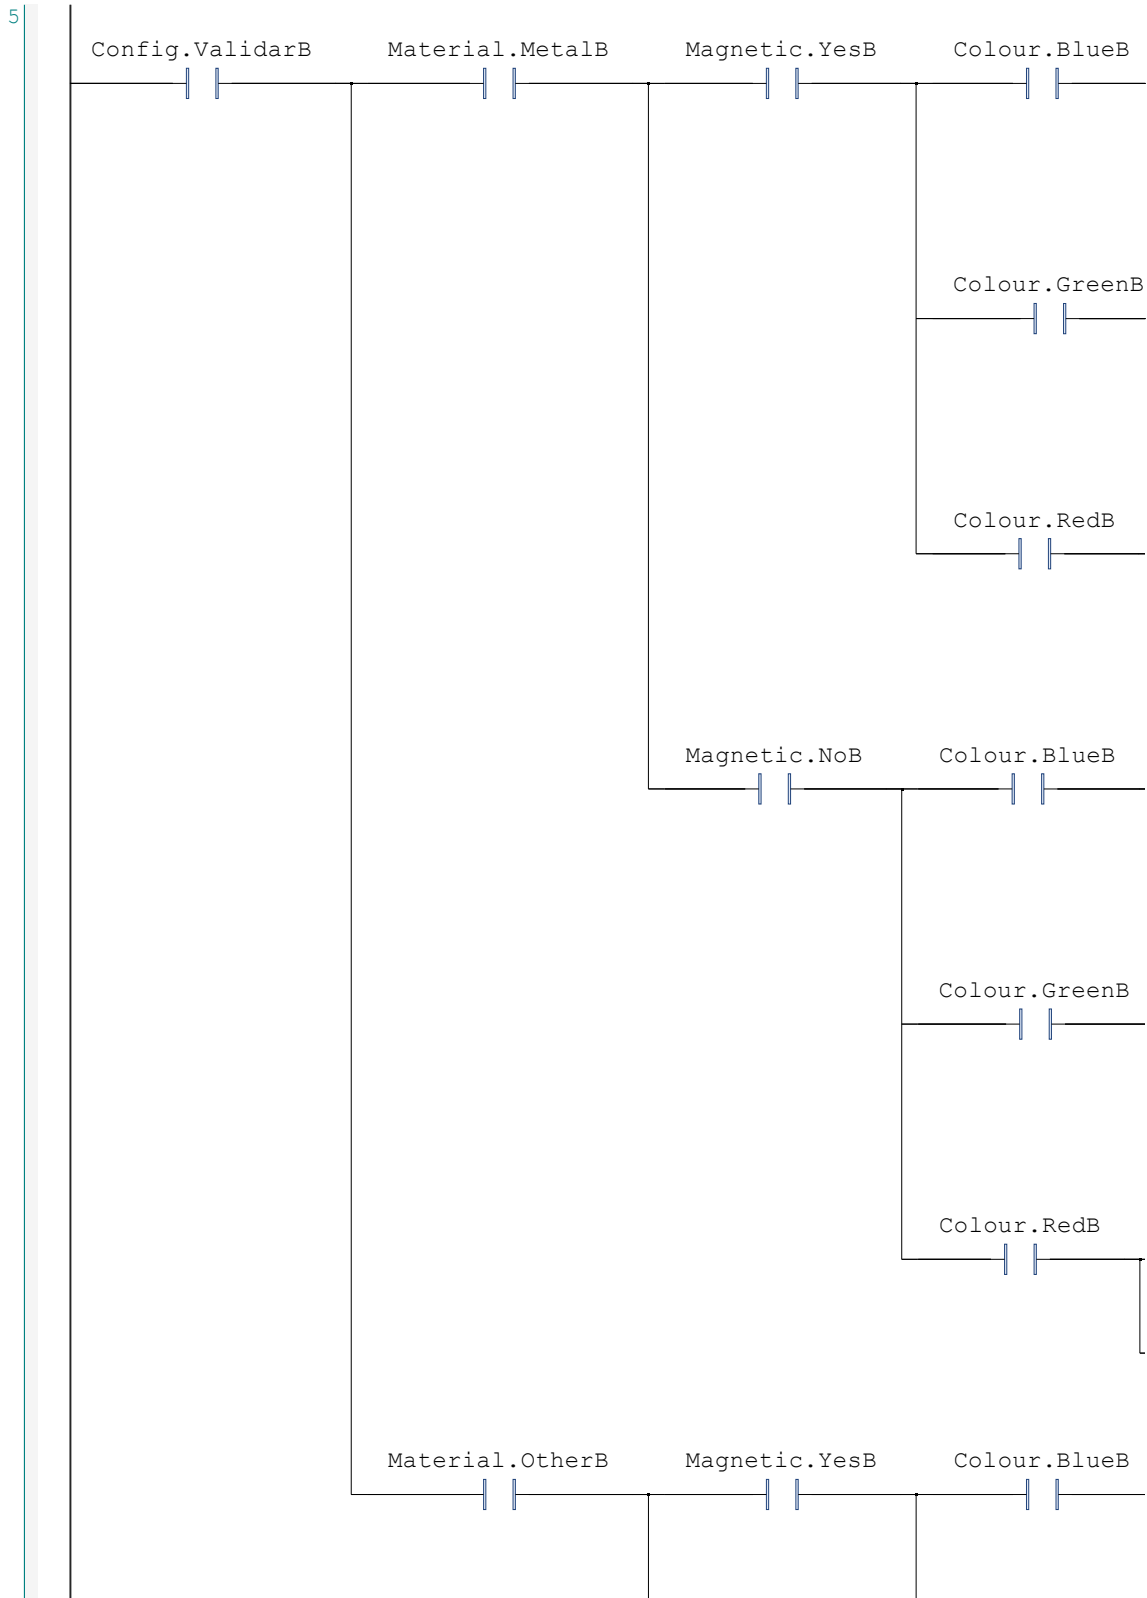 5
Config.ValidarB Material.MetalB Magnetic.YesB Colour.BlueB
Colour.GreenB
Colour.RedB
Magnetic.NoB Colour.BlueB
Colour.GreenB
Colour.RedB
Material.OtherB Magnetic.YesB Colour.BlueB